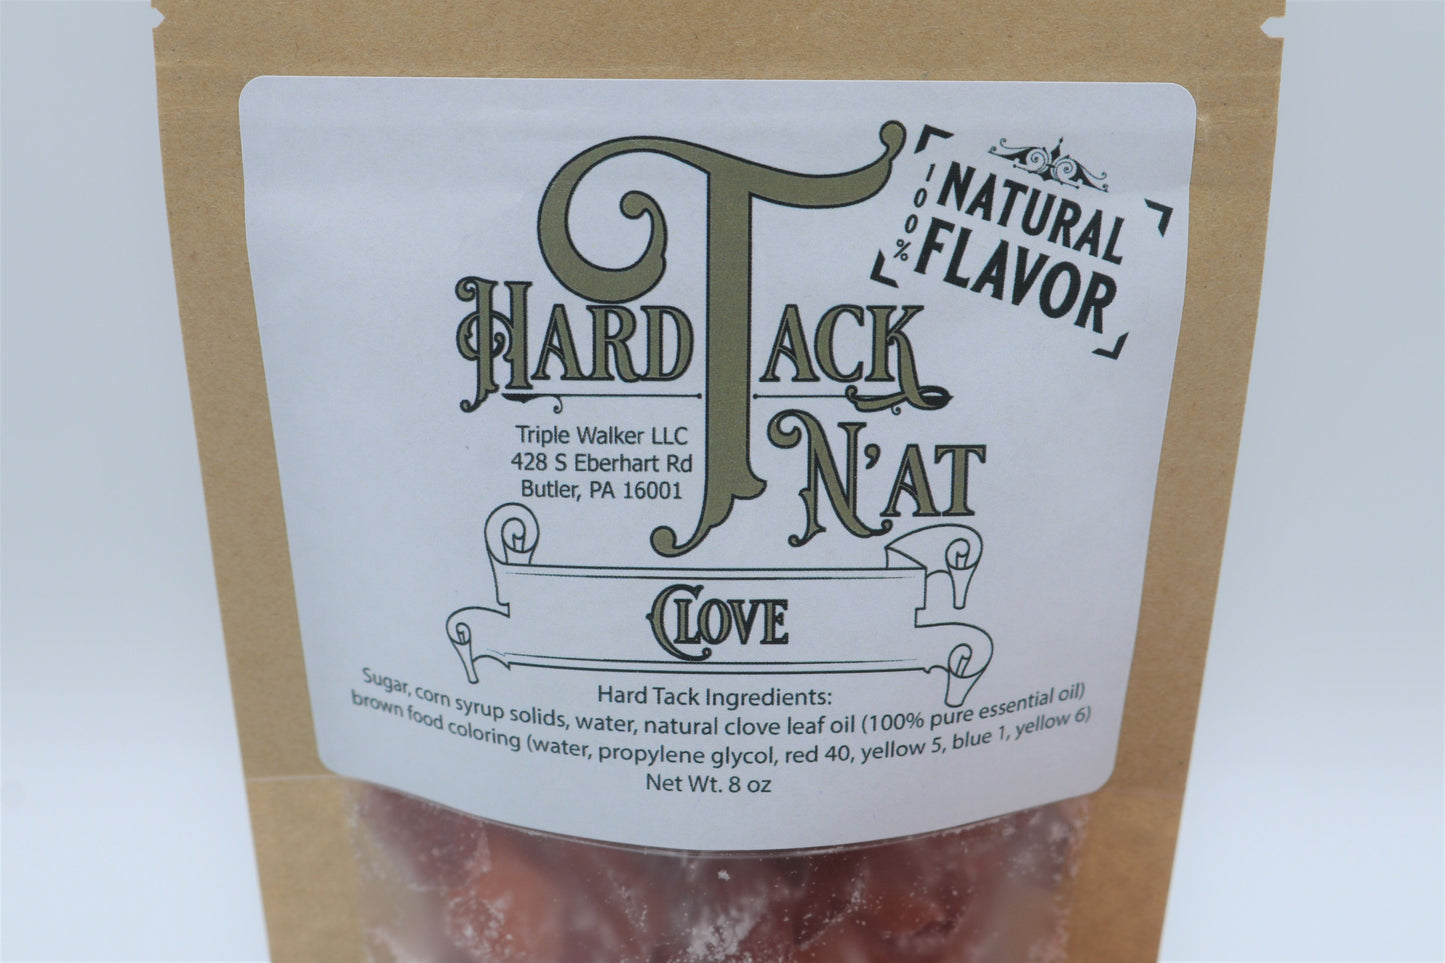 100%
NATURAL
FLAVOR
HARD TACK
N'AT
Triple Walker LLC
428 S Eberhart Rd
Butler, PA 16001
CLOVE
Hard Tack Ingredients:
Sugar, corn syrup solids, water, natural clove leaf oil (100% pure essential oil)
brown food coloring (water, propylene glycol, red 40, yellow 5, blue 1, yellow 6)
Net Wt. 8 oz